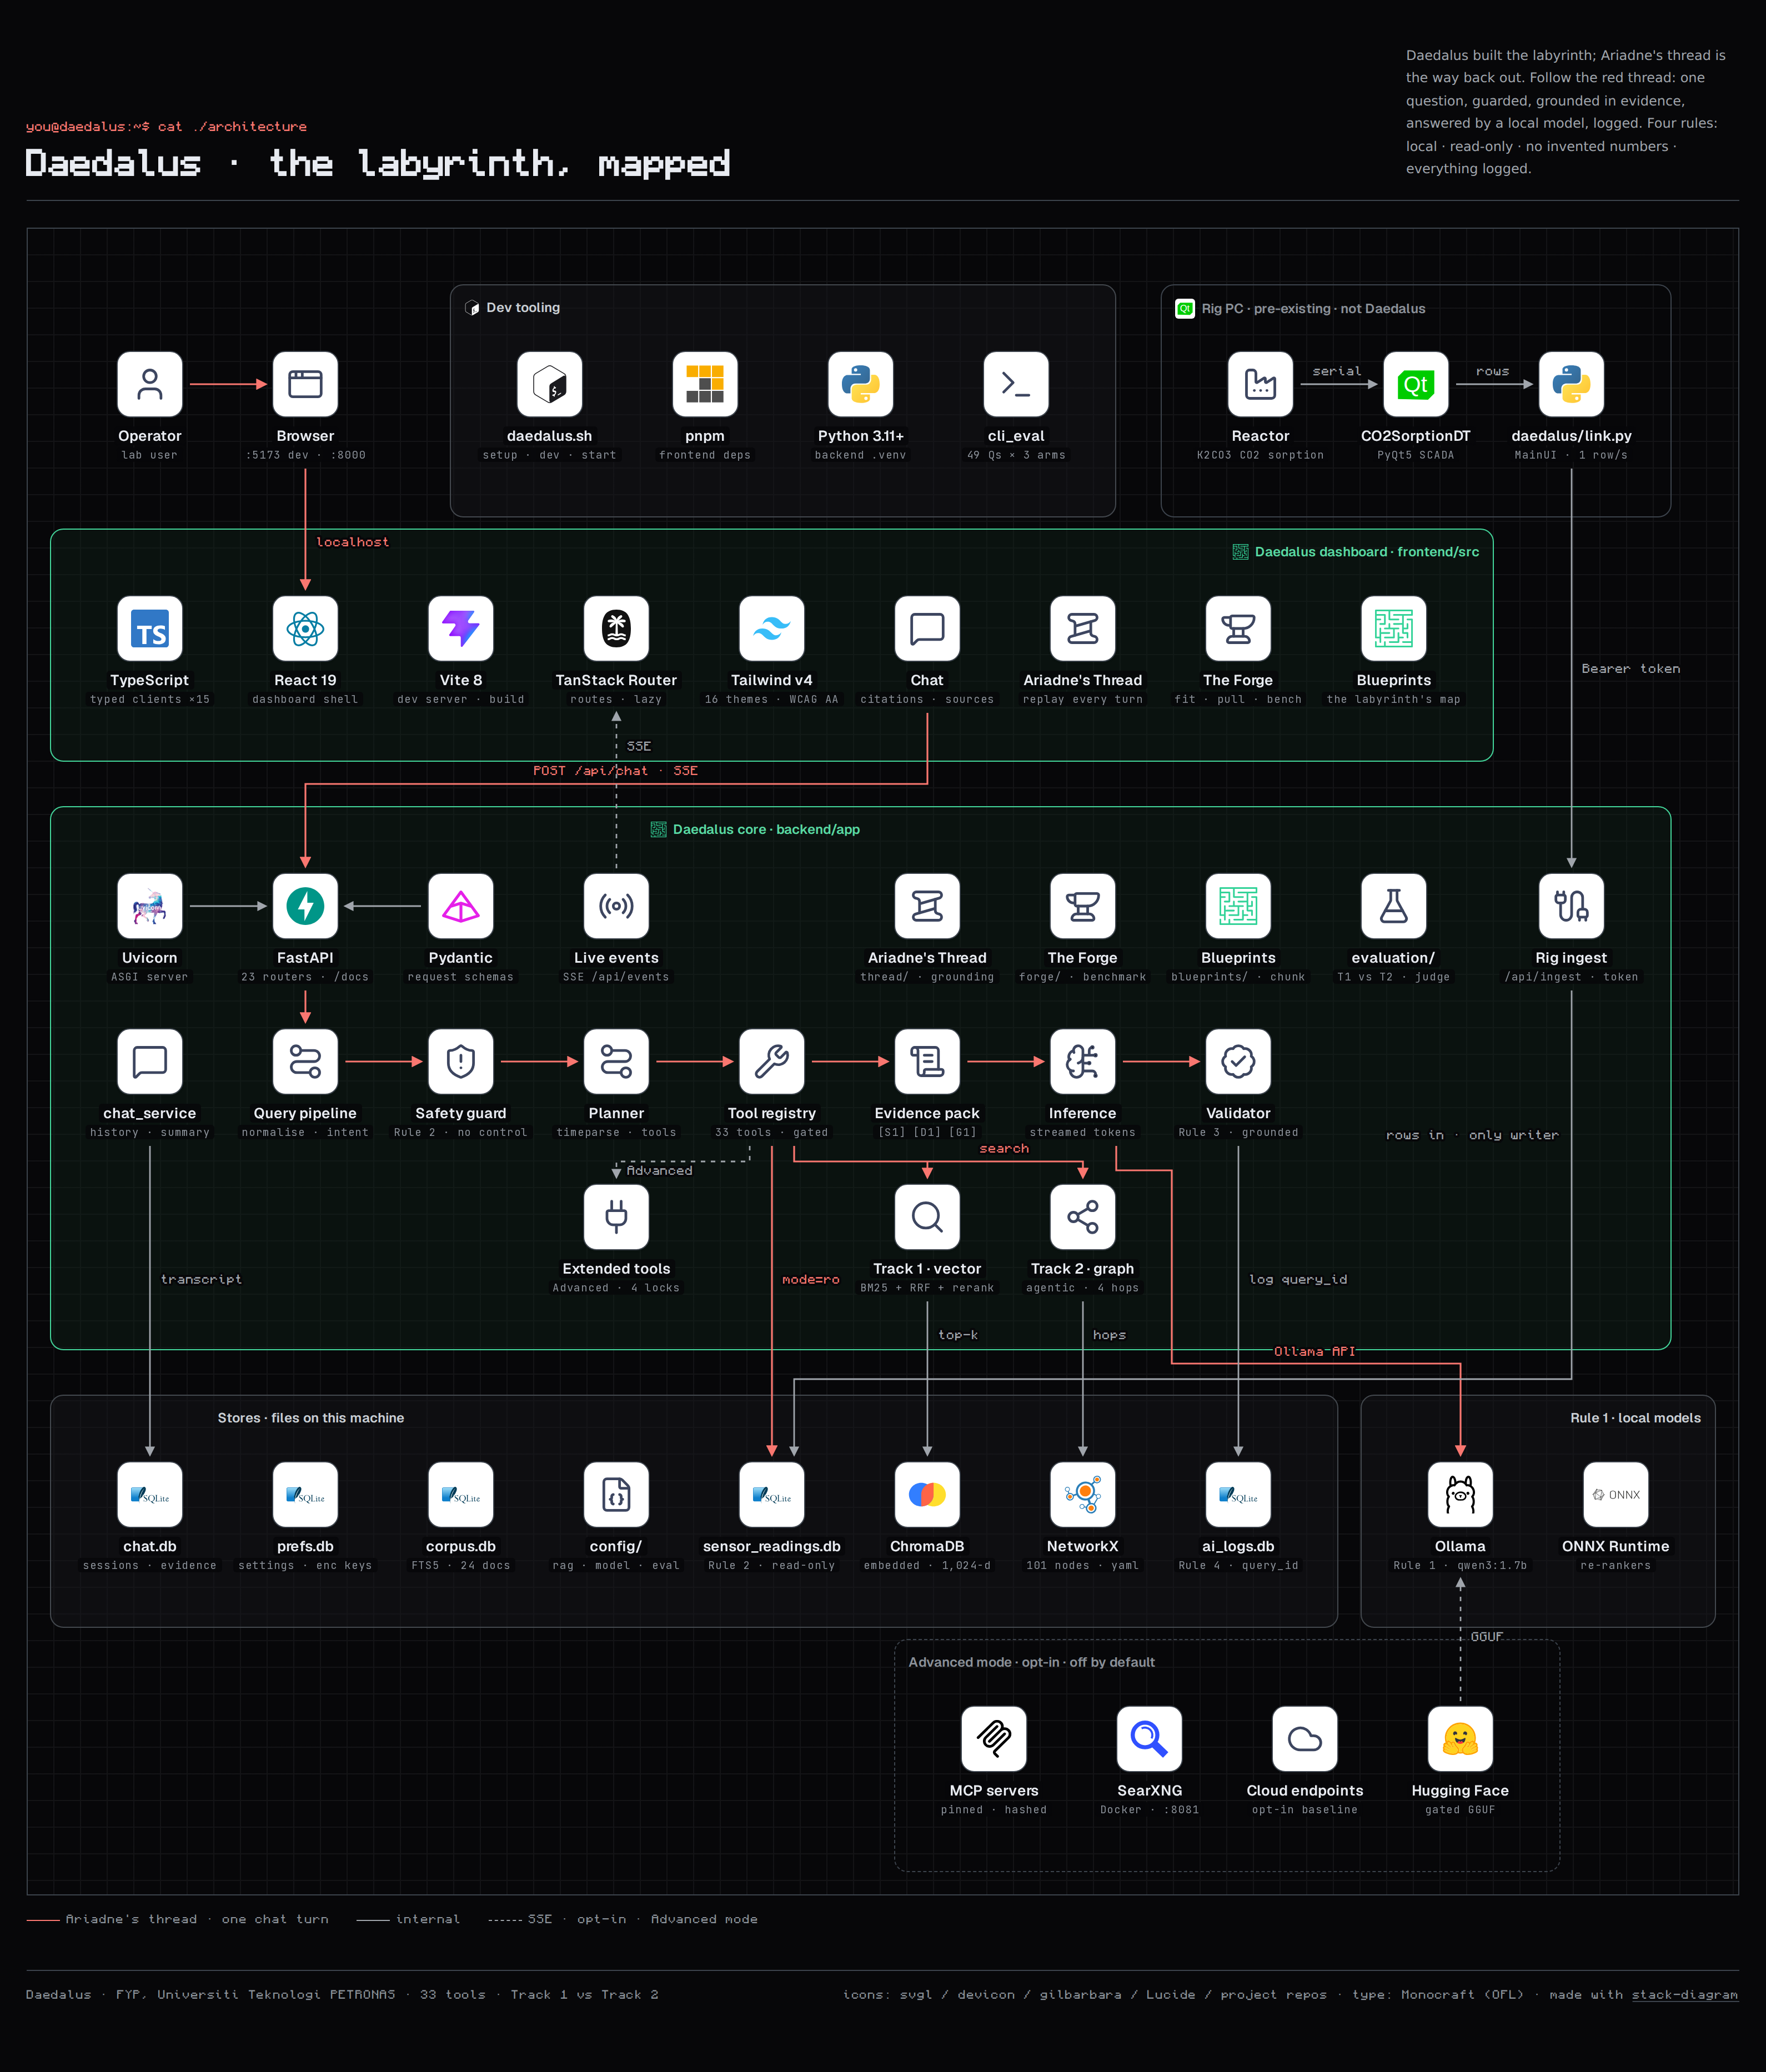 Daedalus built the labyrinth; Ariadne's thread is
the way back out. Follow the red thread: one
question, guarded, grounded in evidence,
answered by a local model, logged. Four rules:
local · read-only · no invented numbers ·
everything logged.
you@daedalus:~$ cat ./architecture
Daedalus · the labyrinth, mapped
Dev tooling
Rig PC · pre-existing · not Daedalus
serial
rows
Operator
Browser
daedalus.sh
pnpm
Python 3.11+
cli_eval
Reactor
CO2SorptionDT
daedalus/link.py
lab user
:5173 dev · :8000
setup · dev · start
frontend deps
backend .venv
49 Qs × 3 arms
K2CO3 CO2 sorption
PyQt5 SCADA
MainUI · 1 row/s
localhost
Daedalus dashboard · frontend/src
TS
Qt
Bearer token
TypeScript
React 19
Vite 8
TanStack Router
Tailwind v4
Chat
Ariadne's Thread
The Forge
Blueprints
typed clients ×15
dashboard shell
dev server · build
routes · lazy
16 themes · WCAG AA
citations · sources
replay every turn
fit · pull · bench
the labyrinth's map
SSE
POST /api/chat · SSE
Daedalus core · backend/app
Uvicorn
FastAPI
Pydantic
Live events
Ariadne's Thread
The Forge
Blueprints
evaluation/
Rig ingest
ASGI server
23 routers · /docs
request schemas
SSE /api/events
thread/ · grounding
forge/ · benchmark
blueprints/ · chunk
T1 vs T2 · judge
/api/ingest · token
chat_service
Query pipeline
Safety guard
Planner
Tool registry
Evidence pack
Inference
Validator
history · summary
normalise · intent
Rule 2 · no control
timeparse · tools
33 tools · gated
[S1] [D1] [G1]
streamed tokens
Rule 3 · grounded
rows in · only writer
search
Advanced
Extended tools
Track 1 · vector
Track 2 · graph
Advanced · 4 locks
BM25 + RRF + rerank
agentic · 4 hops
transcript
mode=ro
log query_id
top-k
hops
Ollama API
Stores · files on this machine
Rule 1 · local models
SQLite
SQLite
SQLite
SQLite
SQLite
ONNX
chat.db
prefs.db
corpus.db
config/
sensor_readings.db
ChromaDB
NetworkX
ai_logs.db
Ollama
ONNX Runtime
sessions · evidence
settings · enc keys
FTS5 · 24 docs
rag · model · eval
Rule 2 · read-only
embedded · 1,024-d
101 nodes · yaml
Rule 4 · query_id
Rule 1 · qwen3:1.7b
re-rankers
GGUF
Advanced mode · opt-in · off by default
MCP servers
SearXNG
Cloud endpoints
Hugging Face
pinned · hashed
Docker · :8081
opt-in baseline
gated GGUF
Ariadne's thread · one chat turn
internal
SSE · opt-in · Advanced mode
Daedalus · FYP, Universiti Teknologi PETRONAS · 33 tools · Track 1 vs Track 2
icons: svgl / devicon / gilbarbara / Lucide / project repos · type: Monocraft (OFL) · made with stack-diagram